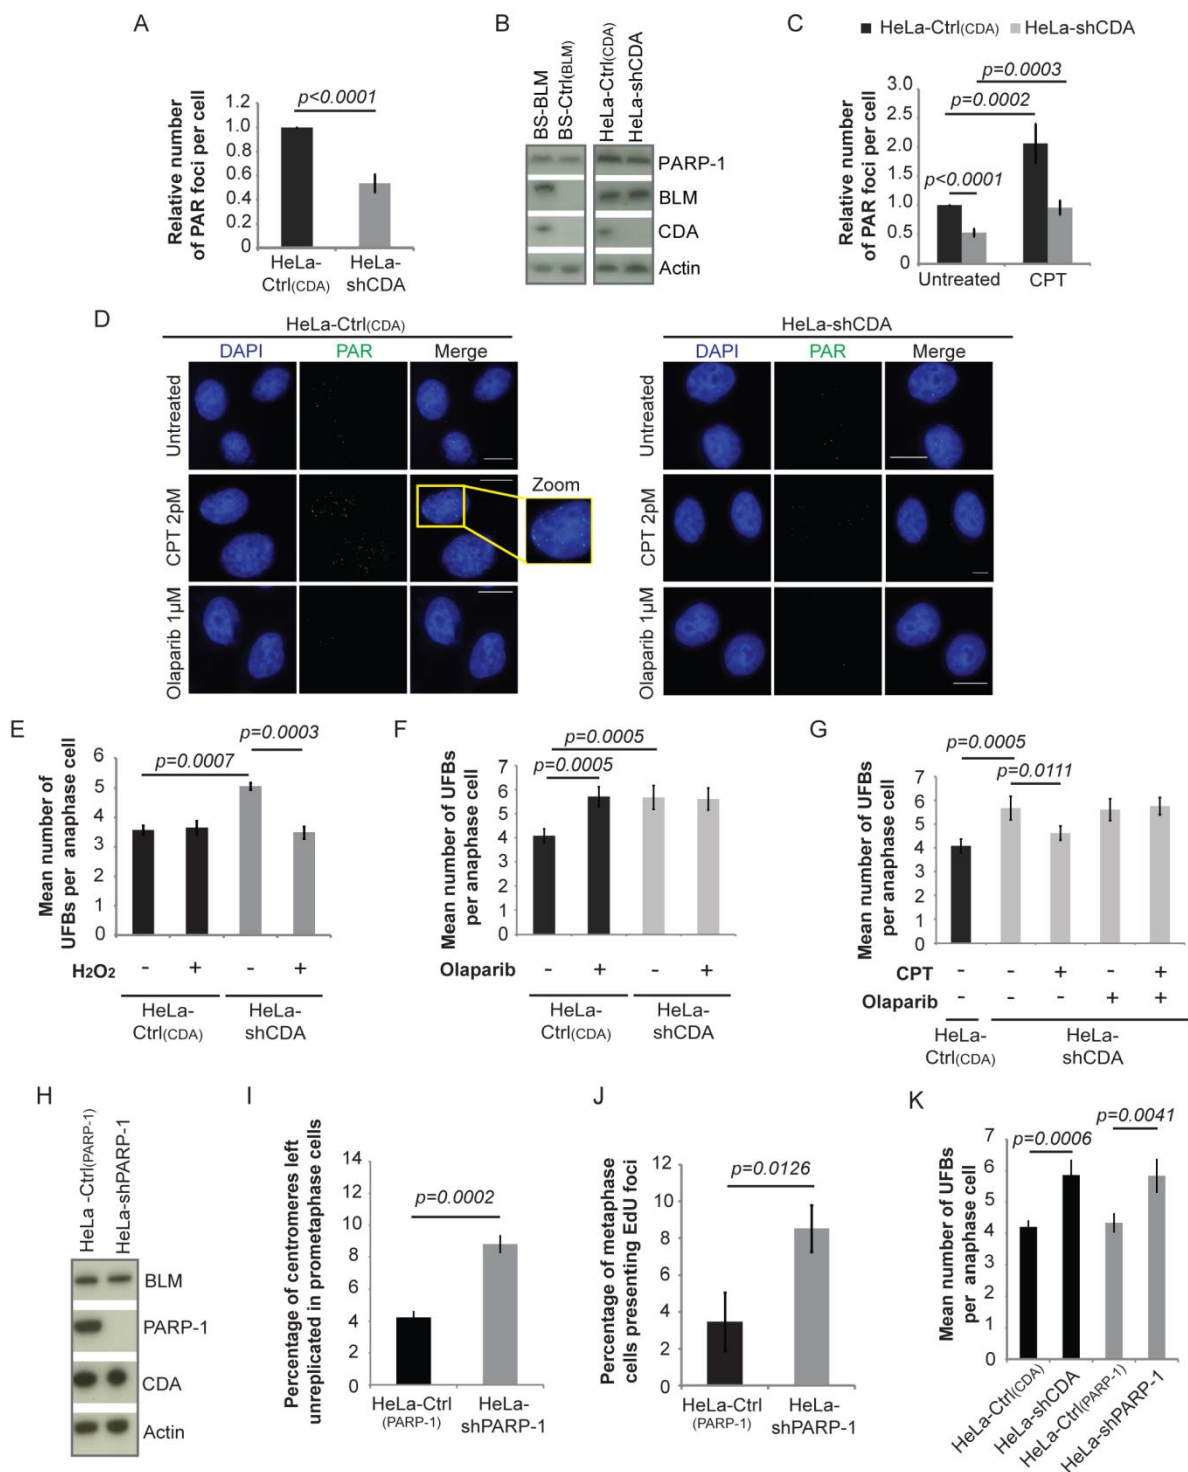 A
Relative number
of PAR foci per cell
1.2
1.0
0.8
0.6
0.4
0.2
0
p<0.0001
HeLa-
Ctrl(CDA)
HeLa-
shCDA
B
BS-BLM
BS-Ctrl(BLM)
HeLa-Ctrl(CDA)
HeLa-shCDA
PARP-1
BLM
CDA
Actin
C
HeLa-Ctrl(CDA)
HeLa-shCDA
Relative number
of PAR foci per cell
3.0
2.5
2.0
1.5
1.0
0.5
0
p=0.0003
p=0.0002
p<0.0001
Untreated
CPT
D
HeLa-Ctrl(CDA)
DAPI
PAR
Merge
Untreated
CPT 2pM
Olaparib 1µM
Zoom
HeLa-shCDA
DAPI
PAR
Merge
Untreated
CPT 2pM
Olaparib 1µM
E
Mean number of
UFBs per anaphase cell
6
5
4
3
2
1
0
p=0.0007
p=0.0003
H2O2
- + - +
HeLa-
Ctrl(CDA)
HeLa-
shCDA
F
Mean number of UFBs
per anaphase cell
7
6
5
4
3
2
1
0
p=0.0005
p=0.0005
Olaparib
- + - +
HeLa-
Ctrl(CDA)
HeLa-
shCDA
G
Mean number of UFBs
per anaphase cell
7
6
5
4
3
2
1
0
p=0.0005
p=0.0111
CPT
- - + - +
Olaparib
- - - + +
HeLa-
Ctrl(CDA)
HeLa-
shCDA
H
HeLa -Ctrl(PARP-1)
HeLa-shPARP-1
BLM
PARP-1
CDA
Actin
I
Percentage of centromeres left
unreplicated in prometaphase cells
14
12
10
8
6
4
2
0
p=0.0002
HeLa-Ctrl
(PARP-1)
HeLa-
shPARP-1
J
Percentage of metaphase
cells presenting EdU foci
12
10
8
6
4
2
0
p=0.0126
HeLa-Ctrl
(PARP-1)
HeLa-
shPARP-1
K
Mean number of UFBs
per anaphase cell
7
6
5
4
3
2
1
0
p=0.0006
p=0.0041
HeLa-Ctrl(CDA)
HeLa-shCDA
HeLa-Ctrl(PARP-1)
HeLa-shPARP-1